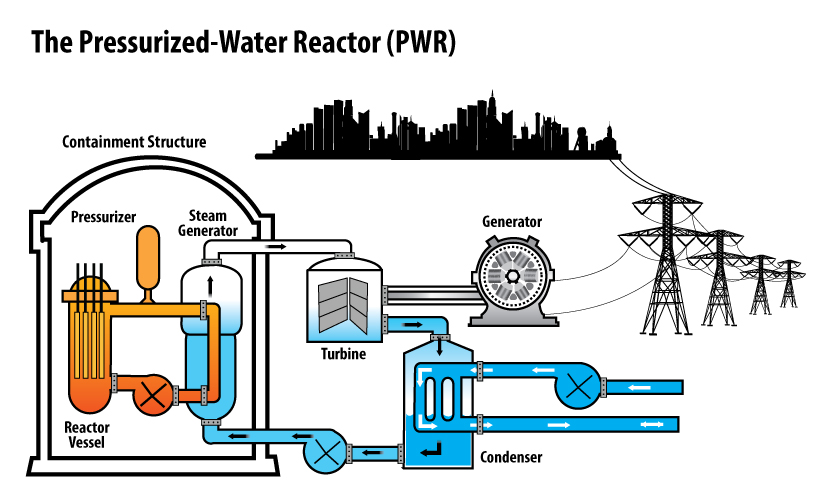 The Pressurized-Water Reactor (PWR)
Containment Structure
Pressurizer
Steam
Generator
Generator
Turbine
Reactor
Vessel
Condenser